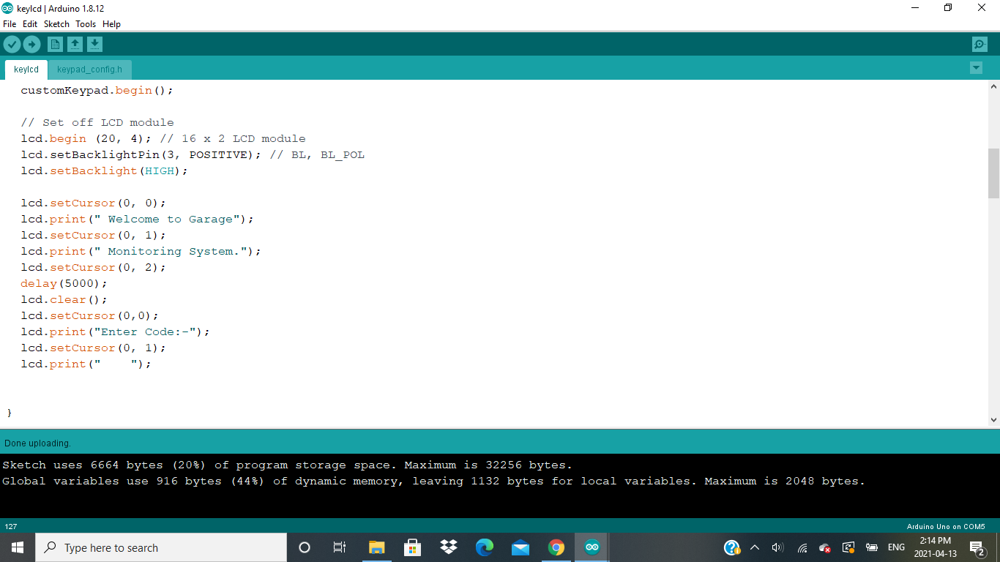 keylcd | Arduino 1.8.12
File Edit Sketch Tools Help
keylcd keypad_config.h
customKeypad.begin();
// Set off LCD module
lcd.begin (20, 4); // 16 x 2 LCD module
lcd.setBacklightPin(3, POSITIVE); // BL, BL_POL
lcd.setBacklight(HIGH);
lcd.setCursor(0, 0);
lcd.print(" Welcome to Garage");
lcd.setCursor(0, 1);
lcd.print(" Monitoring System.");
lcd.setCursor(0, 2);
delay(5000);
lcd.clear();
lcd.setCursor(0,0);
lcd.print("Enter Code:-");
lcd.setCursor(0, 1);
lcd.print("    ");
}
Done uploading.
Sketch uses 6664 bytes (20%) of program storage space. Maximum is 32256 bytes.
Global variables use 916 bytes (44%) of dynamic memory, leaving 1132 bytes for local variables. Maximum is 2048 bytes.
127 Arduino Uno on COM5
Type here to search
ENG
2:14 PM
2021-04-13
2